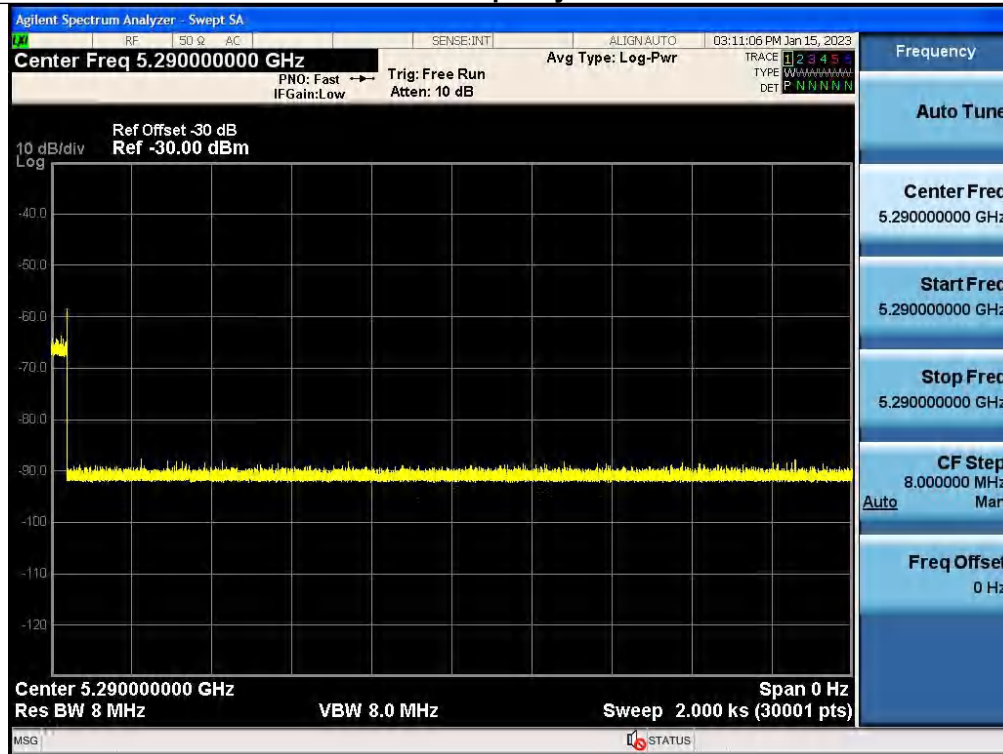 Agilent Spectrum Analyzer - Swept SA
LXI RF 50 Ω AC SENSE:INT ALIGN AUTO 03:11:06 PM Jan 15, 2023
Center Freq 5.290000000 GHz
PNO: Fast
IFGain:Low
Trig: Free Run
Atten: 10 dB
Avg Type: Log-Pwr
TRACE 1 2 3 4 5 6
TYPE WWWWWWW
DET P N N N N N
Ref Offset -30 dB
10 dB/div Ref -30.00 dBm
Log
-40.0
-50.0
-60.0
-70.0
-80.0
-90.0
-100
-110
-120
Center 5.290000000 GHz Span 0 Hz
Res BW 8 MHz VBW 8.0 MHz Sweep 2.000 ks (30001 pts)
MSG STATUS
Frequency
Auto Tune
Center Freq
5.290000000 GHz
Start Freq
5.290000000 GHz
Stop Freq
5.290000000 GHz
CF Step
8.000000 MHz
Auto Man
Freq Offset
0 Hz